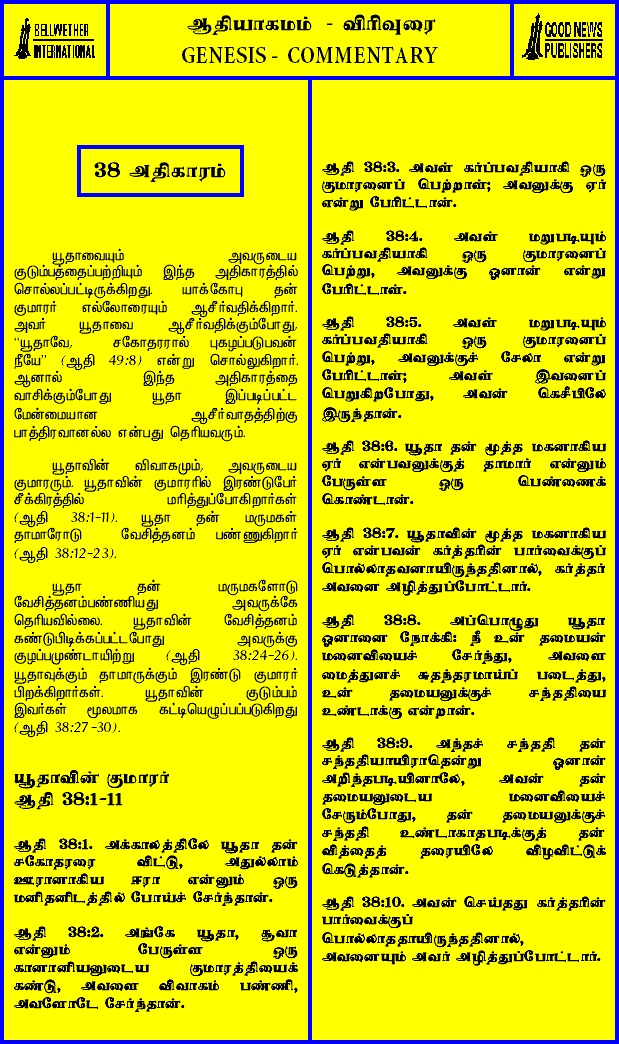 BELLWETHER
INTERNATIONAL
ஆதியாகமம் - விரிவுரை
GENESIS - COMMENTARY
GOOD NEWS
PUBLISHERS
38 அதிகாரம்
யூதாவையும் அவருடைய
குடும்பத்தைப்பற்றியும் இந்த அதிகாரத்தில்
சொல்லப்பட்டிருக்கிறது. யாக்கோபு தன்
குமாரர் எல்லோரையும் ஆசீர்வதிக்கிறார்.
அவர் யூதாவை ஆசீர்வதிக்கும்போது,
“யூதாவே, சகோதரரால் புகழப்படுபவன்
நீயே” (ஆதி 49:8) என்று சொல்லுகிறார்.
ஆனால் இந்த அதிகாரத்தை
வாசிக்கும்போது யூதா இப்படிப்பட்ட
மேன்மையான ஆசீர்வாதத்திற்கு
பாத்திரவானல்ல என்பது தெரியவரும்.
யூதாவின் விவாகமும், அவருடைய
குமாரரும். யூதாவின் குமாரரில் இரண்டுபேர்
சீக்கிரத்தில் மரித்துப்போகிறார்கள்
(ஆதி 38:1-11). யூதா தன் மருமகள்
தாமாரோடு வேசித்தனம் பண்ணுகிறார்
(ஆதி 38:12-23).
யூதா தன் மருமகளோடு
வேசித்தனம்பண்ணியது அவருக்கே
தெரியவில்லை. யூதாவின் வேசித்தனம்
கண்டுபிடிக்கப்பட்டபோது அவருக்கு
குழப்பமுண்டாயிற்று (ஆதி 38:24-26).
யூதாவுக்கும் தாமாருக்கும் இரண்டு குமாரர்
பிறக்கிறார்கள். யூதாவின் குடும்பம்
இவர்கள் மூலமாக கட்டியெழுப்பப்படுகிறது
(ஆதி 38:27-30).
யூதாவின் குமாரர்
ஆதி 38:1-11
ஆதி 38:1. அக்காலத்திலே யூதா தன்
சகோதரரை விட்டு, அதுல்லாம்
ஊரானாகிய ஈரா என்னும் ஒரு
மனிதனிடத்தில் போய்ச் சேர்ந்தான்.
ஆதி 38:2. அங்கே யூதா, சூவா
என்னும் பேருள்ள ஒரு
கானானியனுடைய குமாரத்தியைக்
கண்டு, அவளை விவாகம் பண்ணி,
அவளோடே சேர்ந்தான்.
ஆதி 38:3. அவள் கர்ப்பவதியாகி ஒரு
குமாரனைப் பெற்றாள்; அவனுக்கு ஏர்
என்று பேரிட்டான்.
ஆதி 38:4. அவள் மறுபடியும்
கர்ப்பவதியாகி ஒரு குமாரனைப்
பெற்று, அவனுக்கு ஓனான் என்று
பேரிட்டாள்.
ஆதி 38:5. அவள் மறுபடியும்
கர்ப்பவதியாகி ஒரு குமாரனைப்
பெற்று, அவனுக்குச் சேலா என்று
பேரிட்டாள்; அவள் இவனைப்
பெறுகிறபோது, அவன் கெசீபிலே
இருந்தான்.
ஆதி 38:6. யூதா தன் மூத்த மகனாகிய
ஏர் என்பவனுக்குத் தாமார் என்னும்
பேருள்ள ஒரு பெண்ணைக்
கொண்டான்.
ஆதி 38:7. யூதாவின் மூத்த மகனாகிய
ஏர் என்பவன் கர்த்தரின் பார்வைக்குப்
பொல்லாதவனாயிருந்ததினால், கர்த்தர்
அவனை அழித்துப்போட்டார்.
ஆதி 38:8. அப்பொழுது யூதா
ஓனானை நோக்கி: நீ உன் தமையன்
மனைவியைச் சேர்ந்து, அவளை
மைத்துனச் சுதந்தரமாய்ப் படைத்து,
உன் தமையனுக்குச் சந்ததியை
உண்டாக்கு என்றான்.
ஆதி 38:9. அந்தச் சந்ததி தன்
சந்ததியாயிராதென்று ஓனான்
அறிந்தபடியினாலே, அவன் தன்
தமையனுடைய மனைவியைச்
சேரும்போது, தன் தமையனுக்குச்
சந்ததி உண்டாகாதபடிக்குத் தன்
வித்தைத் தரையிலே விழவிட்டுக்
கெடுத்தான்.
ஆதி 38:10. அவன் செய்தது கர்த்தரின்
பார்வைக்குப்
பொல்லாததாயிருந்ததினால்,
அவனையும் அவர் அழித்துப்போட்டார்.